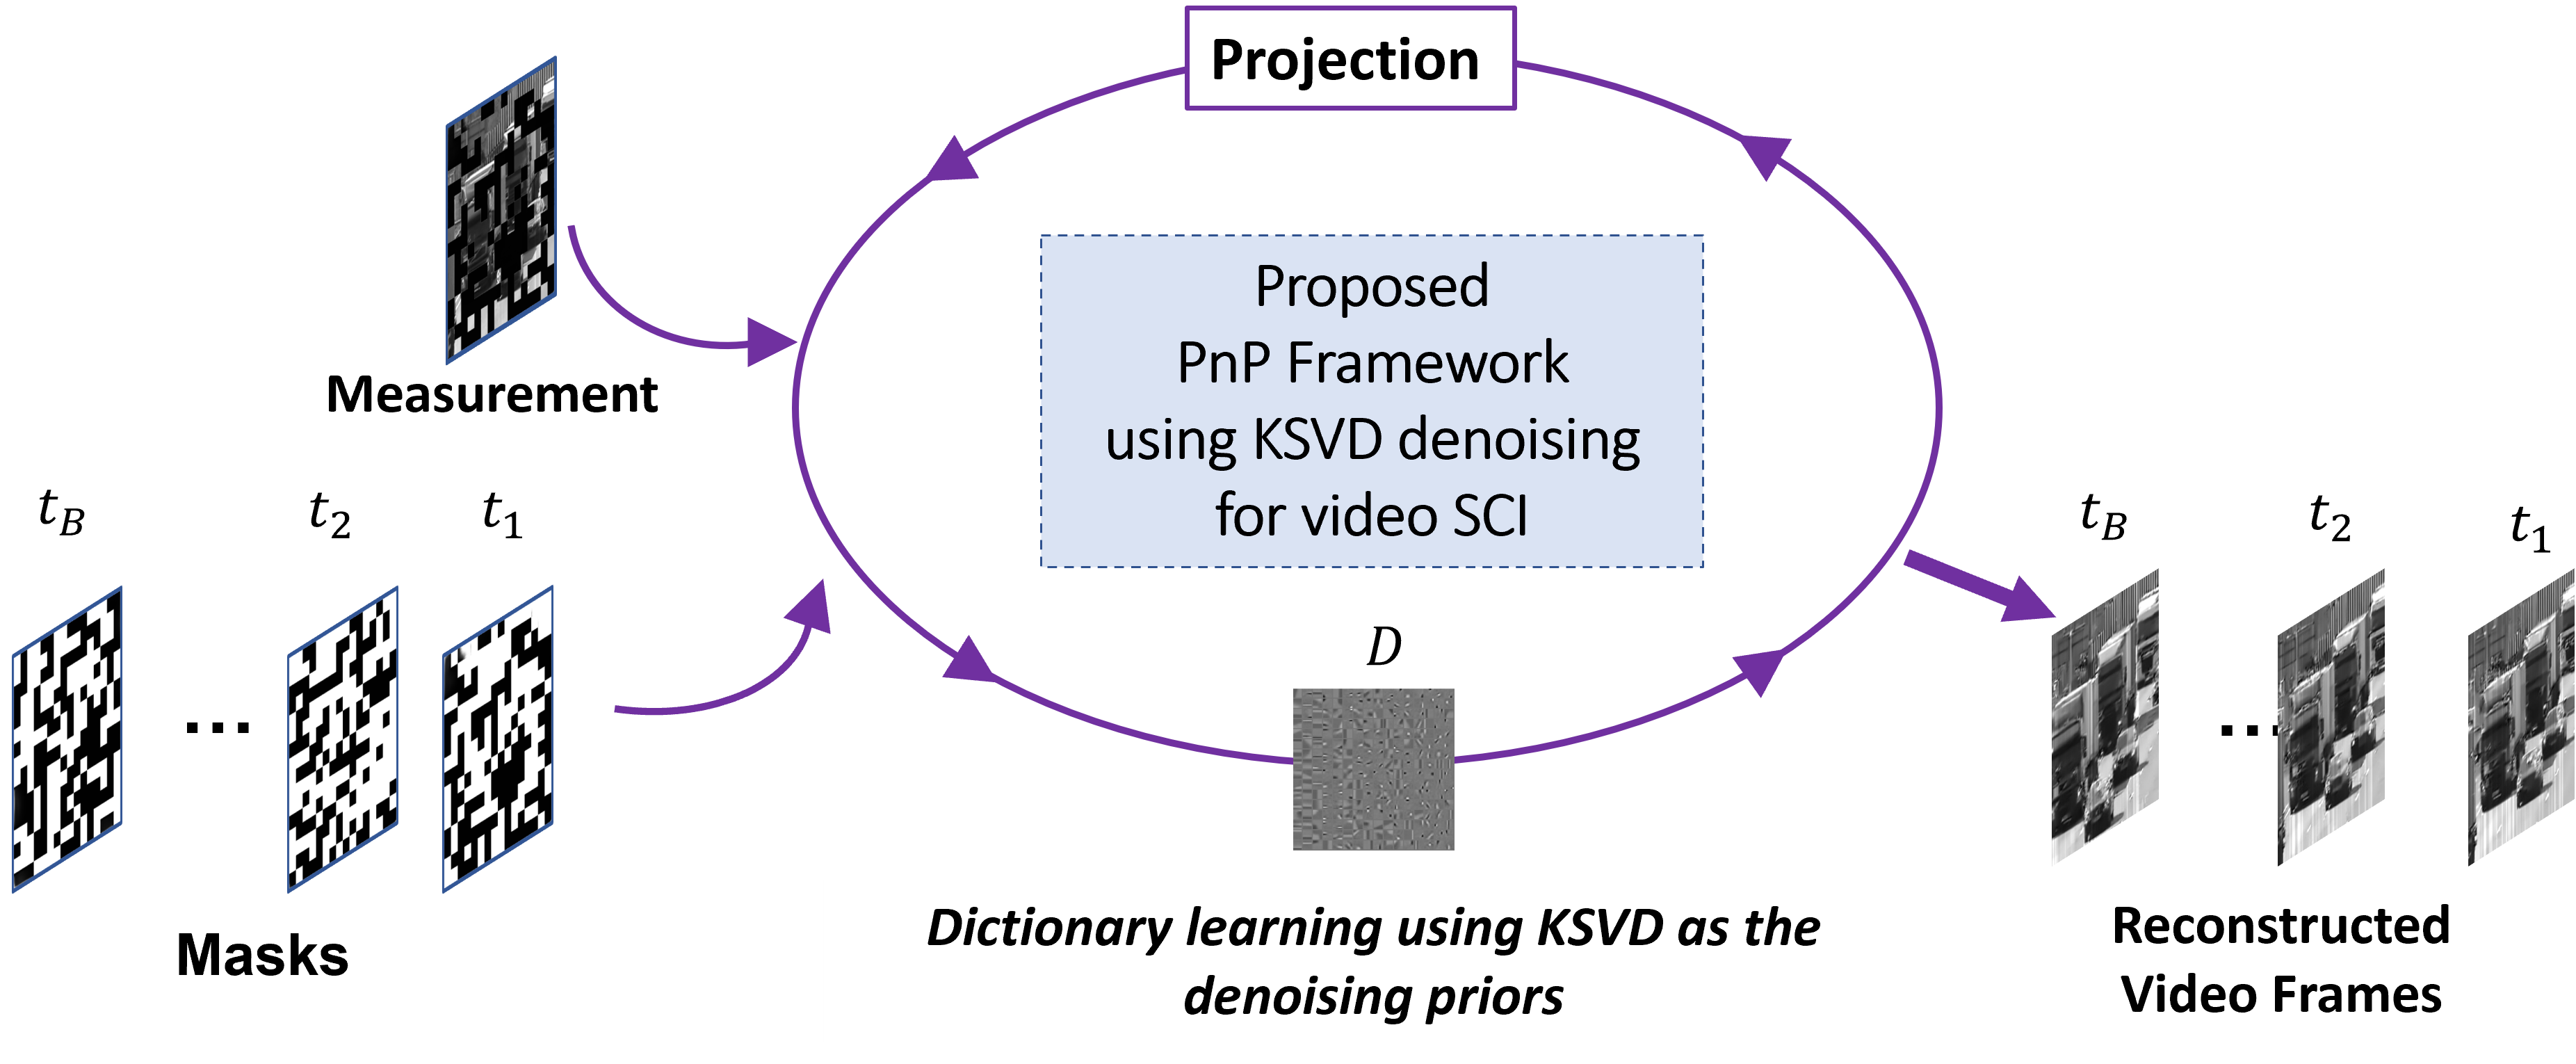 Projection
Measurement
Proposed
PnP Framework
using KSVD denoising
for video SCI
t_B
t_2
t_1
...
Masks
D
Dictionary learning using KSVD as the
denoising priors
t_B
t_2
t_1
...
Reconstructed
Video Frames